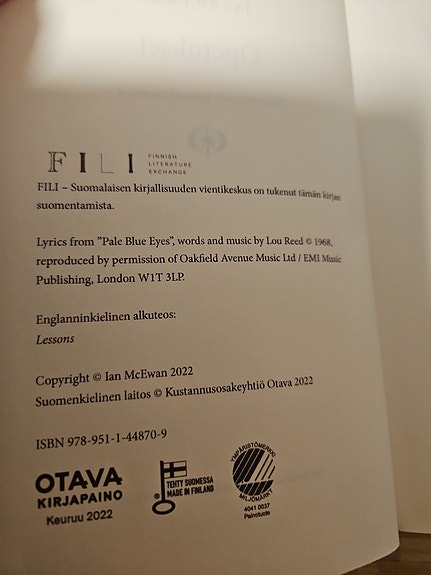 FILI
FINNISH
LITERATURE
EXCHANGE
FILI – Suomalaisen kirjallisuuden vientikeskus on tukenut tämän kirjan
suomentamista.
Lyrics from "Pale Blue Eyes", words and music by Lou Reed © 1968,
reproduced by permission of Oakfield Avenue Music Ltd / EMI Music
Publishing, London W1T 3LP.
Englanninkielinen alkuteos:
Lessons
Copyright © Ian McEwan 2022
Suomenkielinen laitos © Kustannusosakeyhtiö Otava 2022
ISBN 978-951-1-44870-9
OTAVA
KIRJAPAINO
Keuruu 2022
TEHTY SUOMESSA
MADE IN FINLAND
YMPÄRISTÖMERKKI
MILJÖMÄRKT
4041 0037
Painotuote